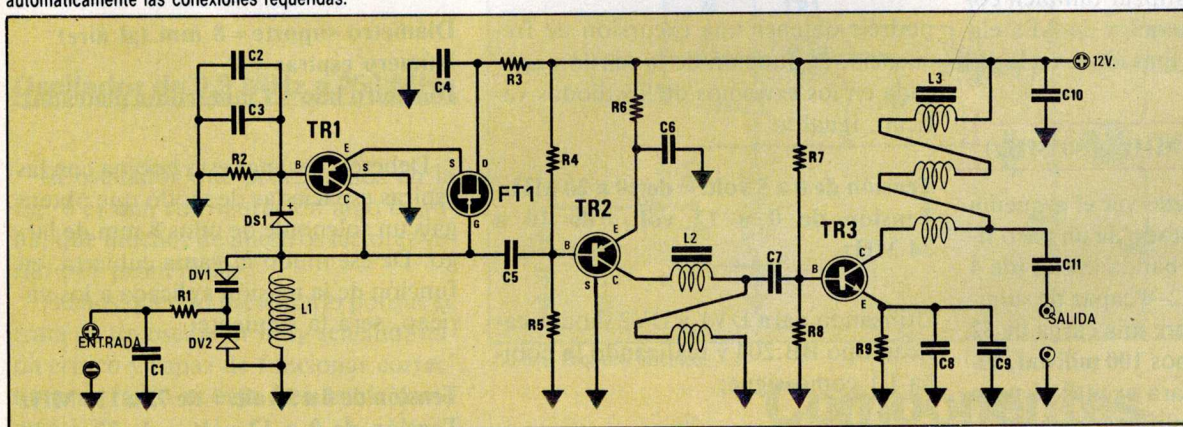 automáticamente las conexiones requeridas.
C2
C3
R2
TR1
B
E
S
C
DS1
DV1
R1
DV2
L1
ENTRADA
C1
C4
R3
S
D
G
FT1
C5
R4
R5
R6
C6
TR2
B
E
C
S
L2
C7
R7
R8
TR3
B
C
E
R9
L3
C8
C9
C10
12V.
C11
SALIDA